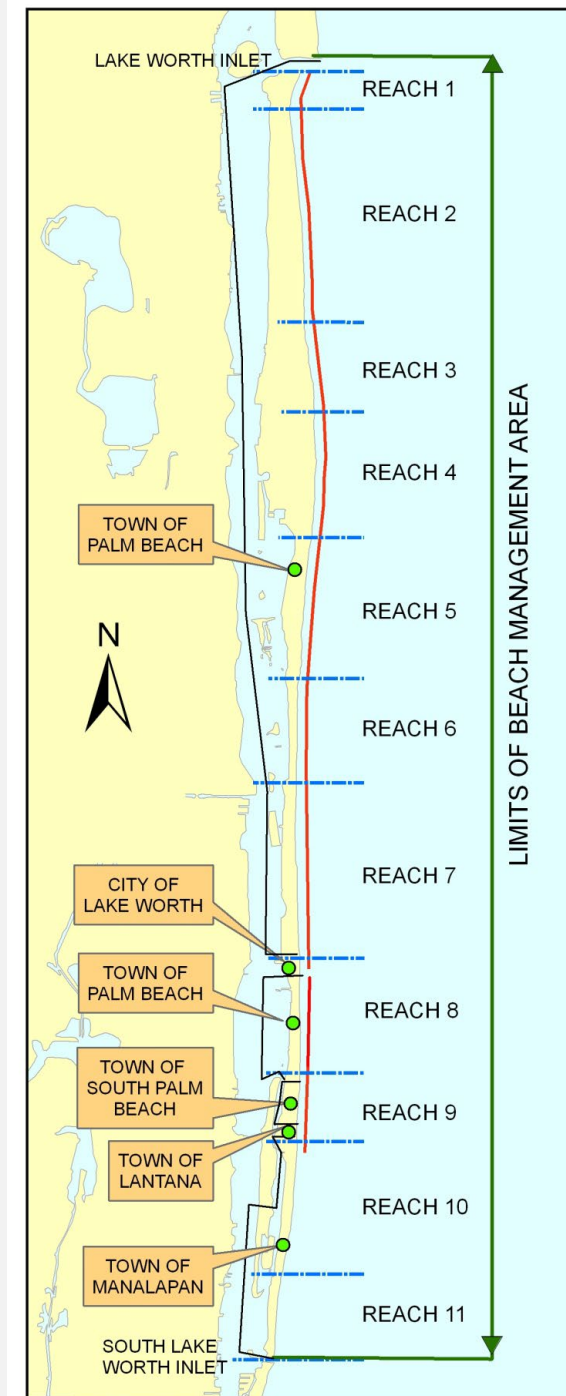 LAKE WORTH INLET
REACH 1
REACH 2
REACH 3
REACH 4
TOWN OF
PALM BEACH
REACH 5
N
REACH 6
LIMITS OF BEACH MANAGEMENT AREA
REACH 7
CITY OF
LAKE WORTH
TOWN OF
PALM BEACH
REACH 8
TOWN OF
SOUTH PALM
BEACH
REACH 9
TOWN OF
LANTANA
REACH 10
TOWN OF
MANALAPAN
REACH 11
SOUTH LAKE
WORTH INLET